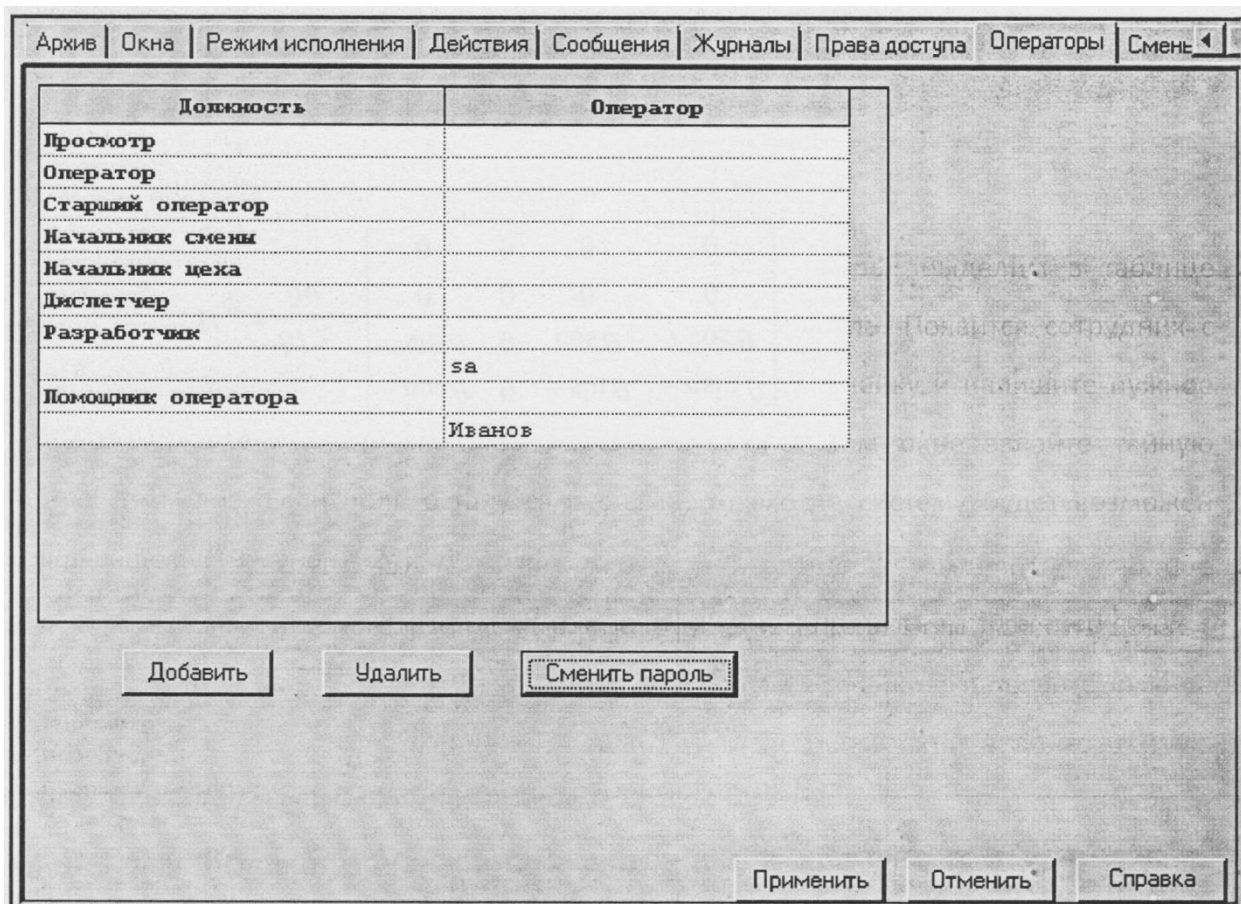 Архив Окна Режим исполнения Действия Сообщения Журналы Права доступа Операторы Смены
Должность Оператор
Просмотр
Оператор
Старший оператор
Начальник смены
Начальник цеха
Диспетчер
Разработчик
sa
Помощник оператора
Иванов
Добавить Удалить Сменить пароль
Применить Отменить Справка